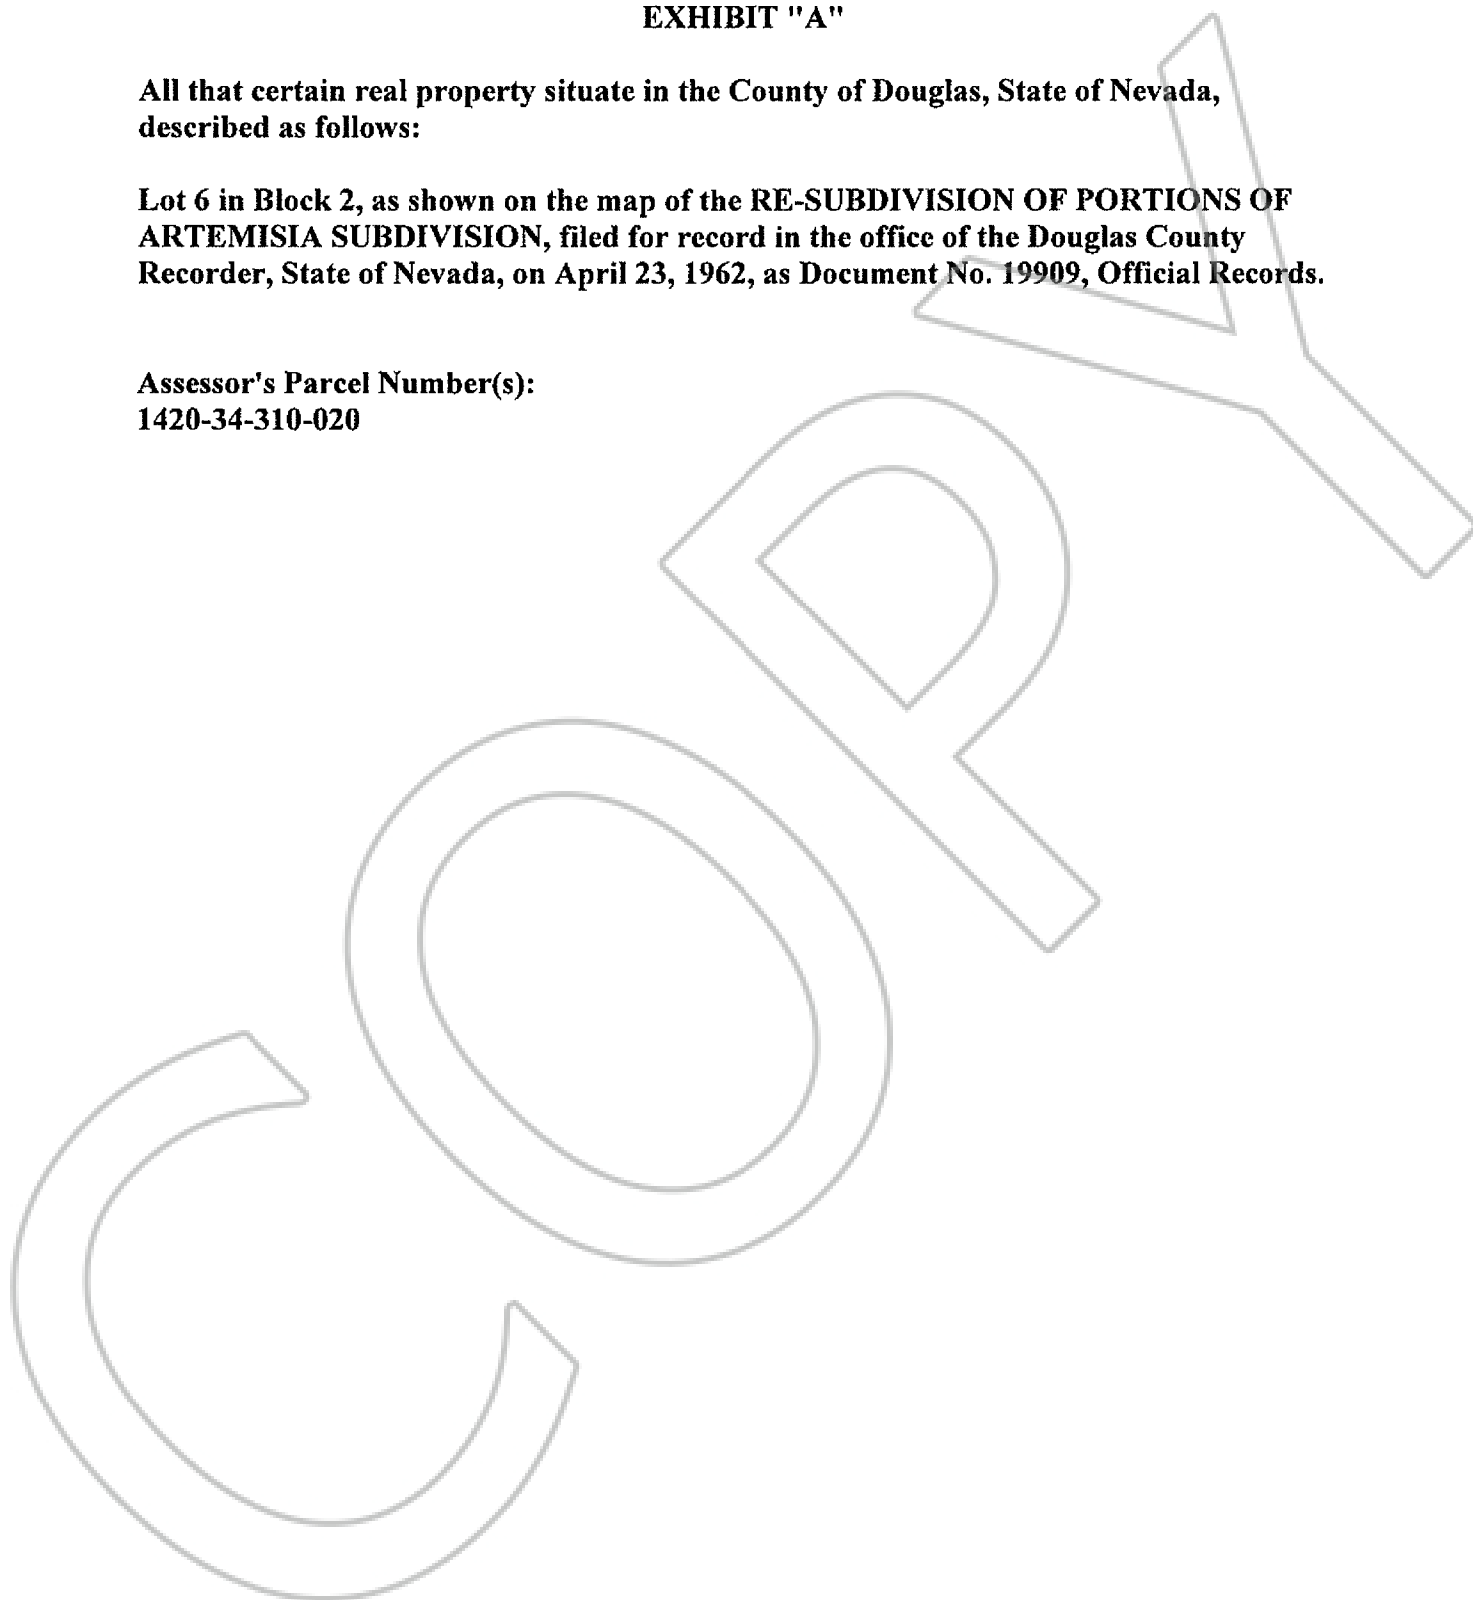 EXHIBIT "A"
All that certain real property situate in the County of Douglas, State of Nevada,
described as follows:
Lot 6 in Block 2, as shown on the map of the RE-SUBDIVISION OF PORTIONS OF
ARTEMISIA SUBDIVISION, filed for record in the office of the Douglas County
Recorder, State of Nevada, on April 23, 1962, as Document No. 19909, Official Records.
Assessor's Parcel Number(s):
1420-34-310-020
COPY